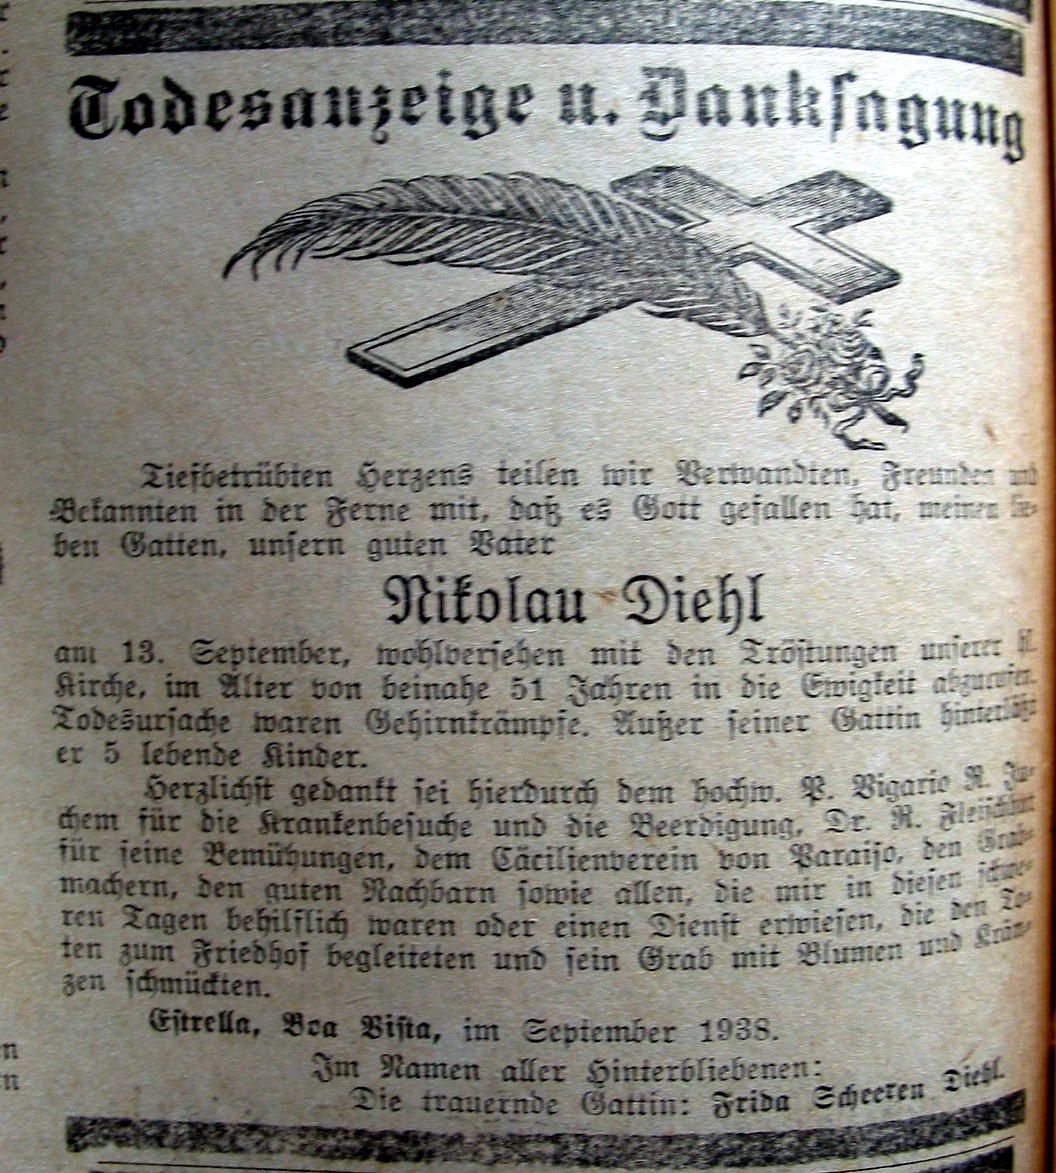 Todesanzeige u. Danksagung
Tiefbetrübten Herzens teilen wir Verwandten, Freunden und
Bekannten in der Ferne mit, daß es Gott gefallen hat, meinen lie-
ben Gatten, unsern guten Vater
Nikolau Diehl
am 13. September, wohlversehen mit den Tröstungen unserer hl.
Kirche, im Alter von beinahe 51 Jahren in die Ewigkeit abzurufen.
Todesursache waren Gehirnkrämpfe. Außer seiner Gattin hinterläßt
er 5 lebende Kinder.
Herzlichst gedankt sei hierdurch dem hochw. P. Vigario R. Ju-
chem für die Krankenbesuche und die Beerdigung, Dr. R. Fleischhut
für seine Bemühungen, dem Cäcilienverein von Paraiso, den Grab-
machern, den guten Nachbarn sowie allen, die mir in diesen schwe-
ren Tagen behilflich waren oder einen Dienst erwiesen, die den To-
ten zum Friedhof begleiteten und sein Grab mit Blumen und Krän-
zen schmückten.
Estrella, Boa Vista, im September 1938.
Im Namen aller Hinterbliebenen:
Die trauernde Gattin: Frida Scheeren Diehl.